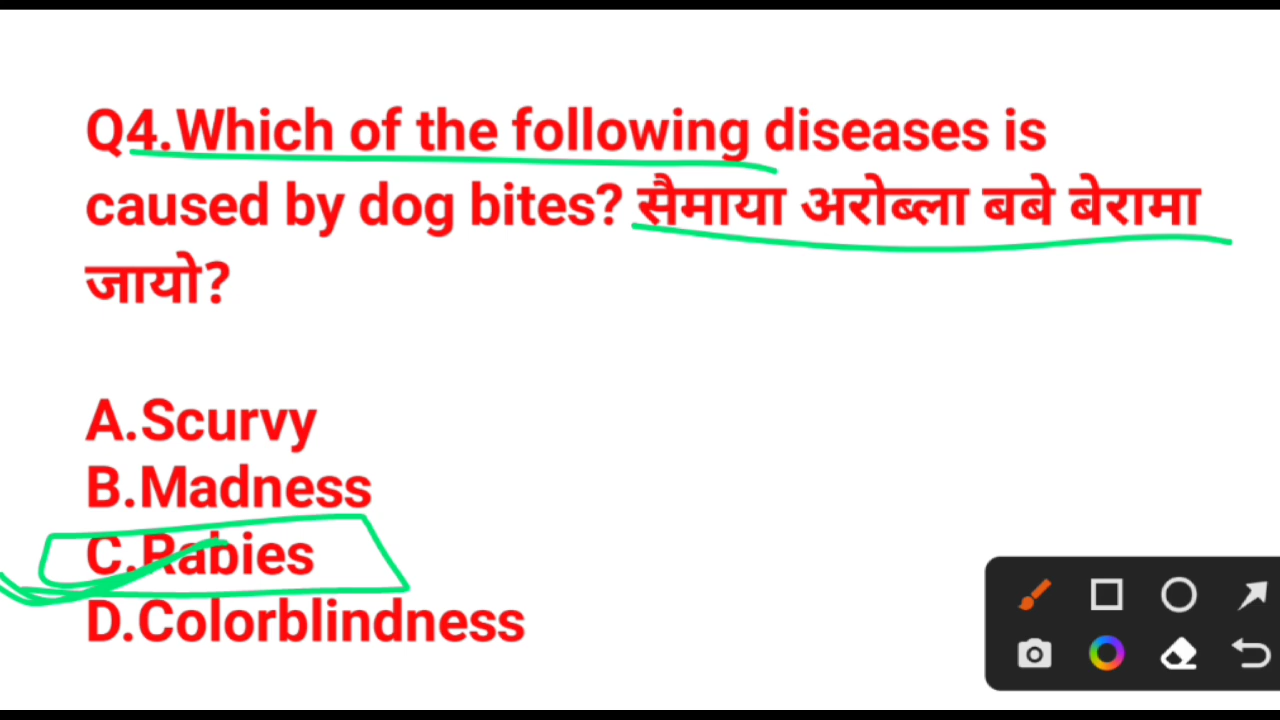 Q4.Which of the following diseases is
caused by dog bites? सैमाया अरोब्ला बबे बेरामा
जायो?
A.Scurvy
B.Madness
C.Rabies
D.Colorblindness